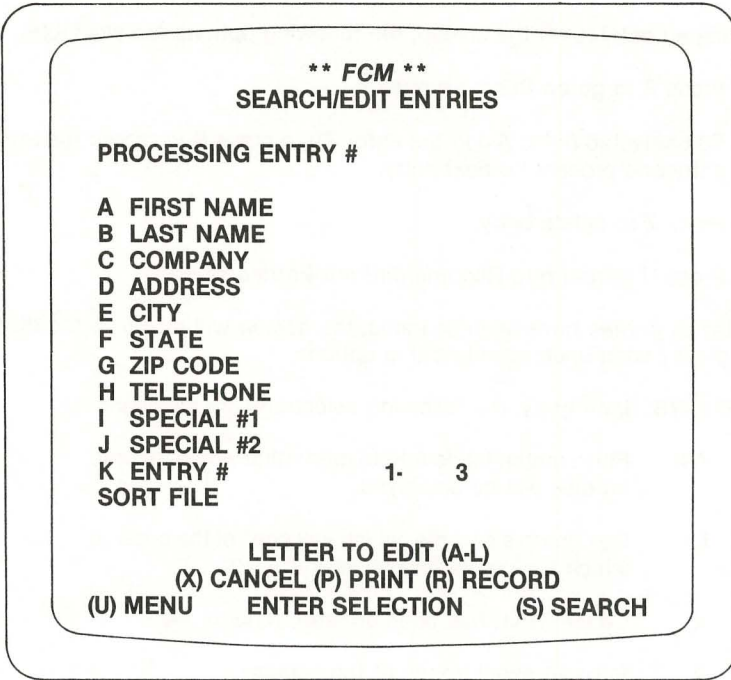 ** FCM **
SEARCH/EDIT ENTRIES
PROCESSING ENTRY #
A FIRST NAME
B LAST NAME
C COMPANY
D ADDRESS
E CITY
F STATE
G ZIP CODE
H TELEPHONE
I SPECIAL #1
J SPECIAL #2
K ENTRY # 1- 3
SORT FILE
LETTER TO EDIT (A-L)
(X) CANCEL (P) PRINT (R) RECORD
(U) MENU ENTER SELECTION (S) SEARCH